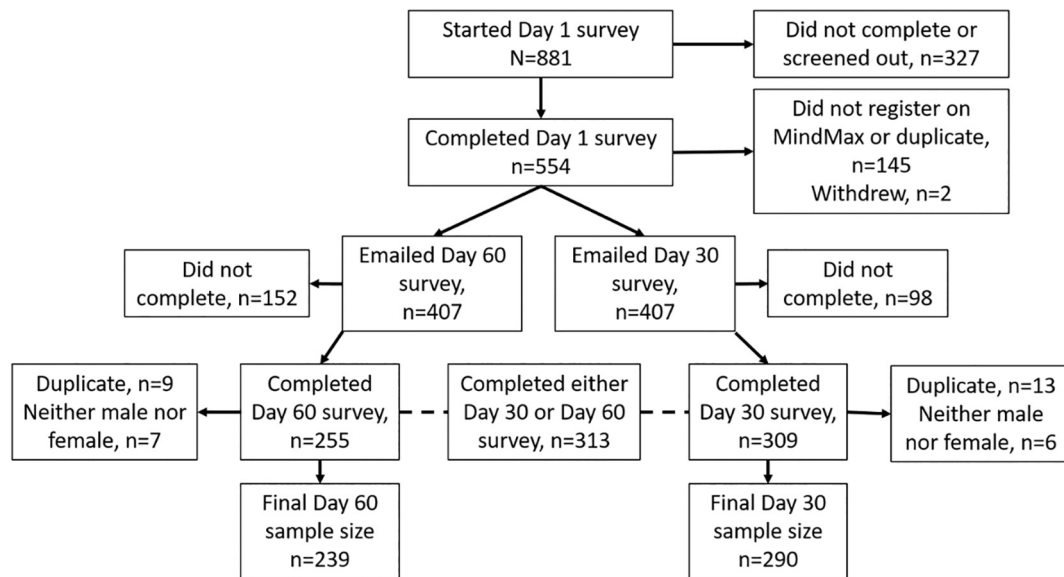 Started Day 1 survey
N=881
Did not complete or
screened out, n=327
Completed Day 1 survey
n=554
Did not register on
MindMax or duplicate,
n=145
Withdrew, n=2
Did not
complete, n=152
Emailed Day 60
survey,
n=407
Emailed Day 30
survey,
n=407
Did not
complete, n=98
Duplicate, n=9
Neither male nor
female, n=7
Completed
Day 60 survey,
n=255
Completed either
Day 30 or Day 60
survey, n=313
Completed
Day 30 survey,
n=309
Duplicate, n=13
Neither male
nor female, n=6
Final Day 60
sample size
n=239
Final Day 30
sample size
n=290